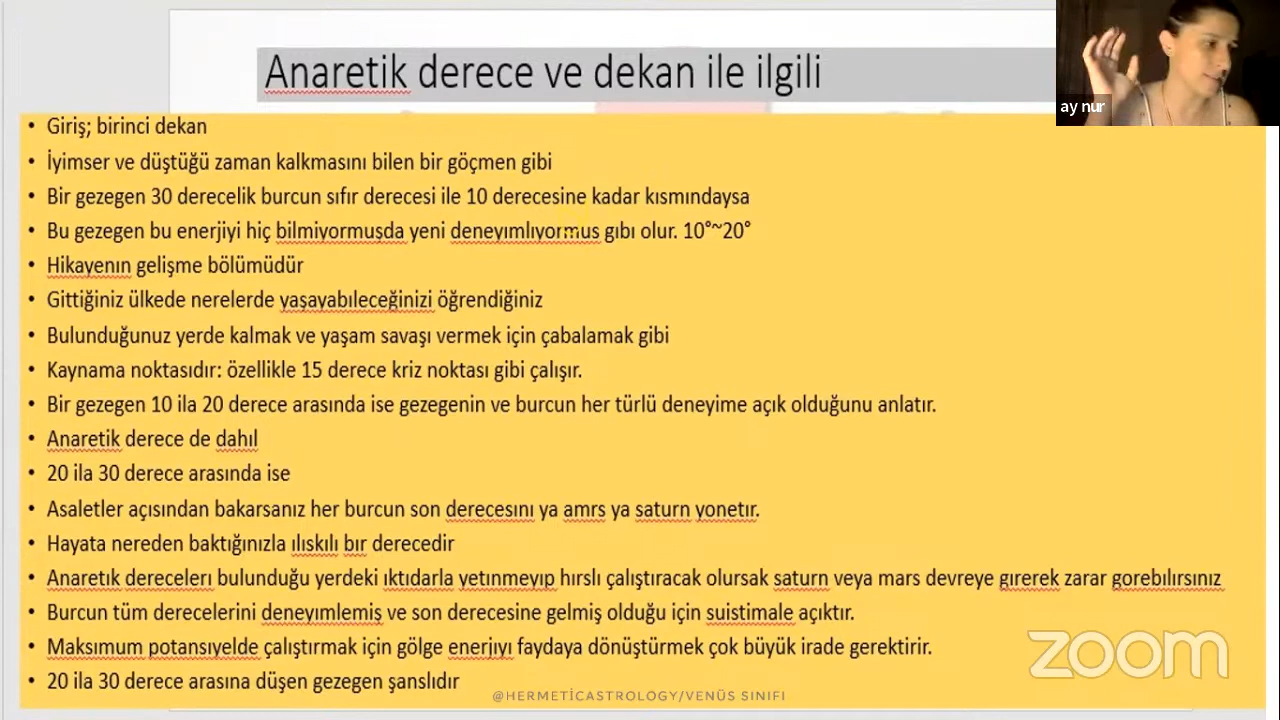 Anaretik derece ve dekan ile ilgili
ay nur
• Giriş; birinci dekan
• İyimser ve düştüğü zaman kalkmasını bilen bir göçmen gibi
• Bir gezegen 30 derecelik burcun sıfır derecesi ile 10 derecesine kadar kısmındaysa
• Bu gezegen bu enerjiyi hiç bilmiyormuşda yeni deneyımlıyormus gıbı olur. 10°~20°
• Hikayenın gelişme bölümüdür
• Gittiğiniz ülkede nerelerde yaşayabıleceğinizi öğrendiğiniz
• Bulunduğunuz yerde kalmak ve yaşam savaşı vermek için çabalamak gibi
• Kaynama noktasıdır: özellikle 15 derece kriz noktası gibi çalışır.
• Bir gezegen 10 ila 20 derece arasında ise gezegenin ve burcun her türlü deneyime açık olduğunu anlatır.
• Anaretik derece de dahıl
• 20 ila 30 derece arasında ise
• Asaletler açısından bakarsanız her burcun son derecesını ya amrs ya saturn yonetır.
• Hayata nereden baktığınızla ılıskılı bır derecedir
• Anaretık derecelerı bulunduğu yerdeki ıktıdarla yetınmeyıp hırslı çalıştıracak olursak saturn veya mars devreye gırerek zarar gorebılırsınız
• Burcun tüm derecelerini deneyımlemiş ve son derecesine gelmiş olduğu için suistimale açıktır.
• Maksımum potansıyelde çalıştırmak için gölge enerjıyı faydaya dönüştürmek çok büyük irade gerektirir.
• 20 ila 30 derece arasına düşen gezegen şanslıdır
@HERMETİCASTROLOGY/VENÜS SINIFI
zoom